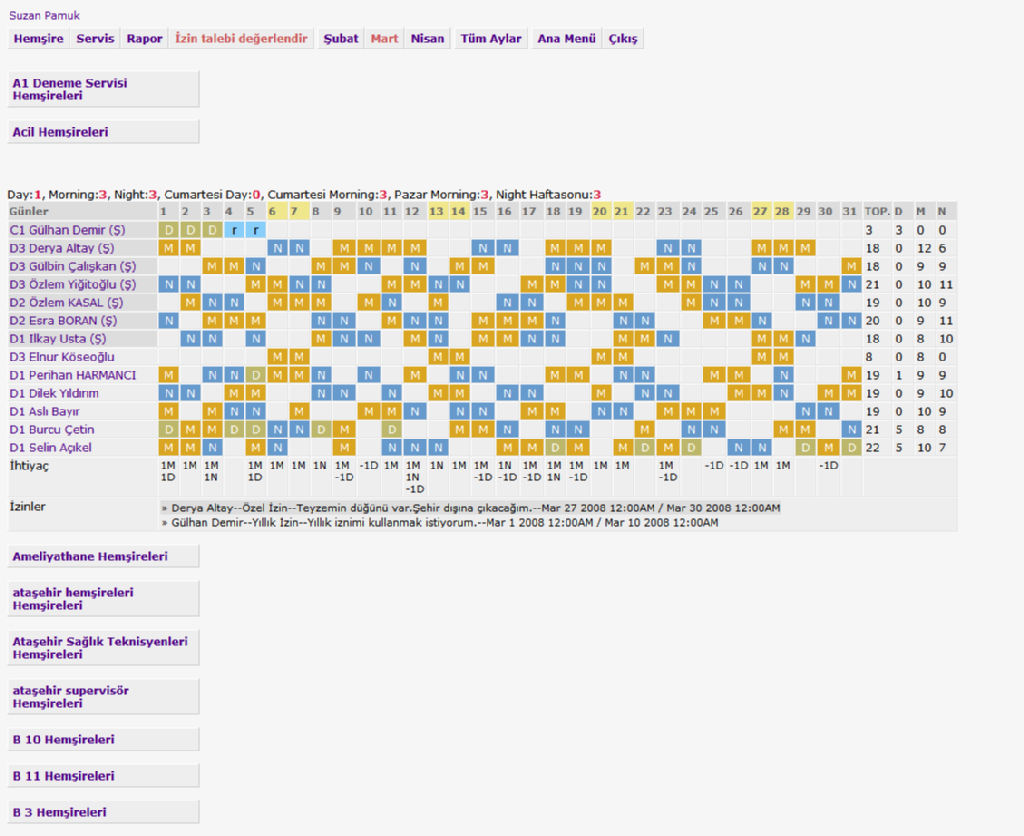 Suzan Pamuk
Hemşire Servis Rapor İzin talebi değerlendir Şubat Mart Nisan Tüm Aylar Ana Menü Çıkış
A1 Deneme Servisi
Hemşireleri
Acil Hemşireleri
Day:1, Morning:3, Night:3, Cumartesi Day:0, Cumartesi Morning:3, Pazar Morning:3, Night Haftasonu:3
Günler 1 2 3 4 5 6 7 8 9 10 11 12 13 14 15 16 17 18 19 20 21 22 23 24 25 26 27 28 29 30 31 TOP. D M N
C1 Gülhan Demir (Ş) D D D r r 3 3 0 0
D3 Derya Altay (Ş) M M N N M M M M N N M M M N N M M M 18 0 12 6
D3 Gülbin Çalışkan (Ş) M M N M M N N M M N N N M M N N N M 18 0 9 9
D3 Özlem Yiğitoğlu (Ş) N N M M N N M M N N M M N N M M N N M M N 21 0 10 11
D2 Özlem KASAL (Ş) M N N M M M M N M N N M M M M N N N N 19 0 10 9
D2 Esra BORAN (Ş) N M M M N N M N N M M M N N N M M N N N 20 0 9 11
D1 Ilkay Usta (Ş) N N N M N N M N M M N N M M N M M N 18 0 8 10
D3 Elnur Köseoğlu M M M M M M M M 8 0 8 0
D1 Perihan HARMANCI M N N D M M N N M N N M M N N M M N 19 1 9 9
D1 Dilek Yıldırım N N M M N N N M M N N M N N M M N M M 19 0 9 10
D1 Aslı Bayır M M N N M M M N N N M M N N M M M N N 19 0 10 9
D1 Burcu Çetin D M M D D N N D M D M M N N N M N N M M N 21 5 8 8
D1 Selin Açıkel M M N M N M N N N M M D M M D M D N N D M D 22 5 10 7
İhtiyaç 1M 1M 1M 1M 1M 1M 1N 1M -1D 1M 1M 1N 1M 1M 1N 1M 1M 1M 1M 1M 1M -1D -1D 1M 1M -1D
1D 1N 1D -1D 1N -1D -1D -1D 1N -1D -1D
-1D
İzinler » Derya Altay--Özel İzin--Teyzemin düğünü var.Şehir dışına çıkacağım.--Mar 27 2008 12:00AM / Mar 30 2008 12:00AM
» Gülhan Demir--Yıllık İzin--Yıllık iznimi kullanmak istiyorum.--Mar 1 2008 12:00AM / Mar 10 2008 12:00AM
Ameliyathane Hemşireleri
ataşehir hemşireleri
Hemşireleri
Ataşehir Sağlık Teknisyenleri
Hemşireleri
ataşehir supervisör
Hemşireleri
B 10 Hemşireleri
B 11 Hemşireleri
B 3 Hemşireleri